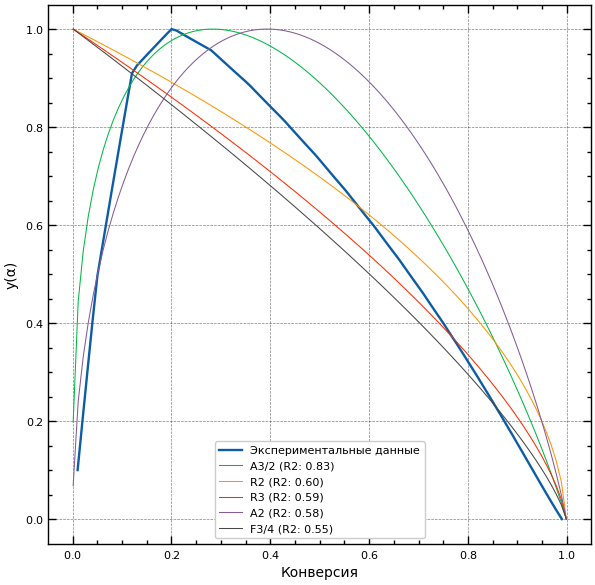 1.0
0.8
0.6
0.4
0.2
0.0
y(α)
Экспериментальные данные
A3/2 (R2: 0.83)
R2 (R2: 0.60)
R3 (R2: 0.59)
A2 (R2: 0.58)
F3/4 (R2: 0.55)
0.0 0.2 0.4 0.6 0.8 1.0
Конверсия